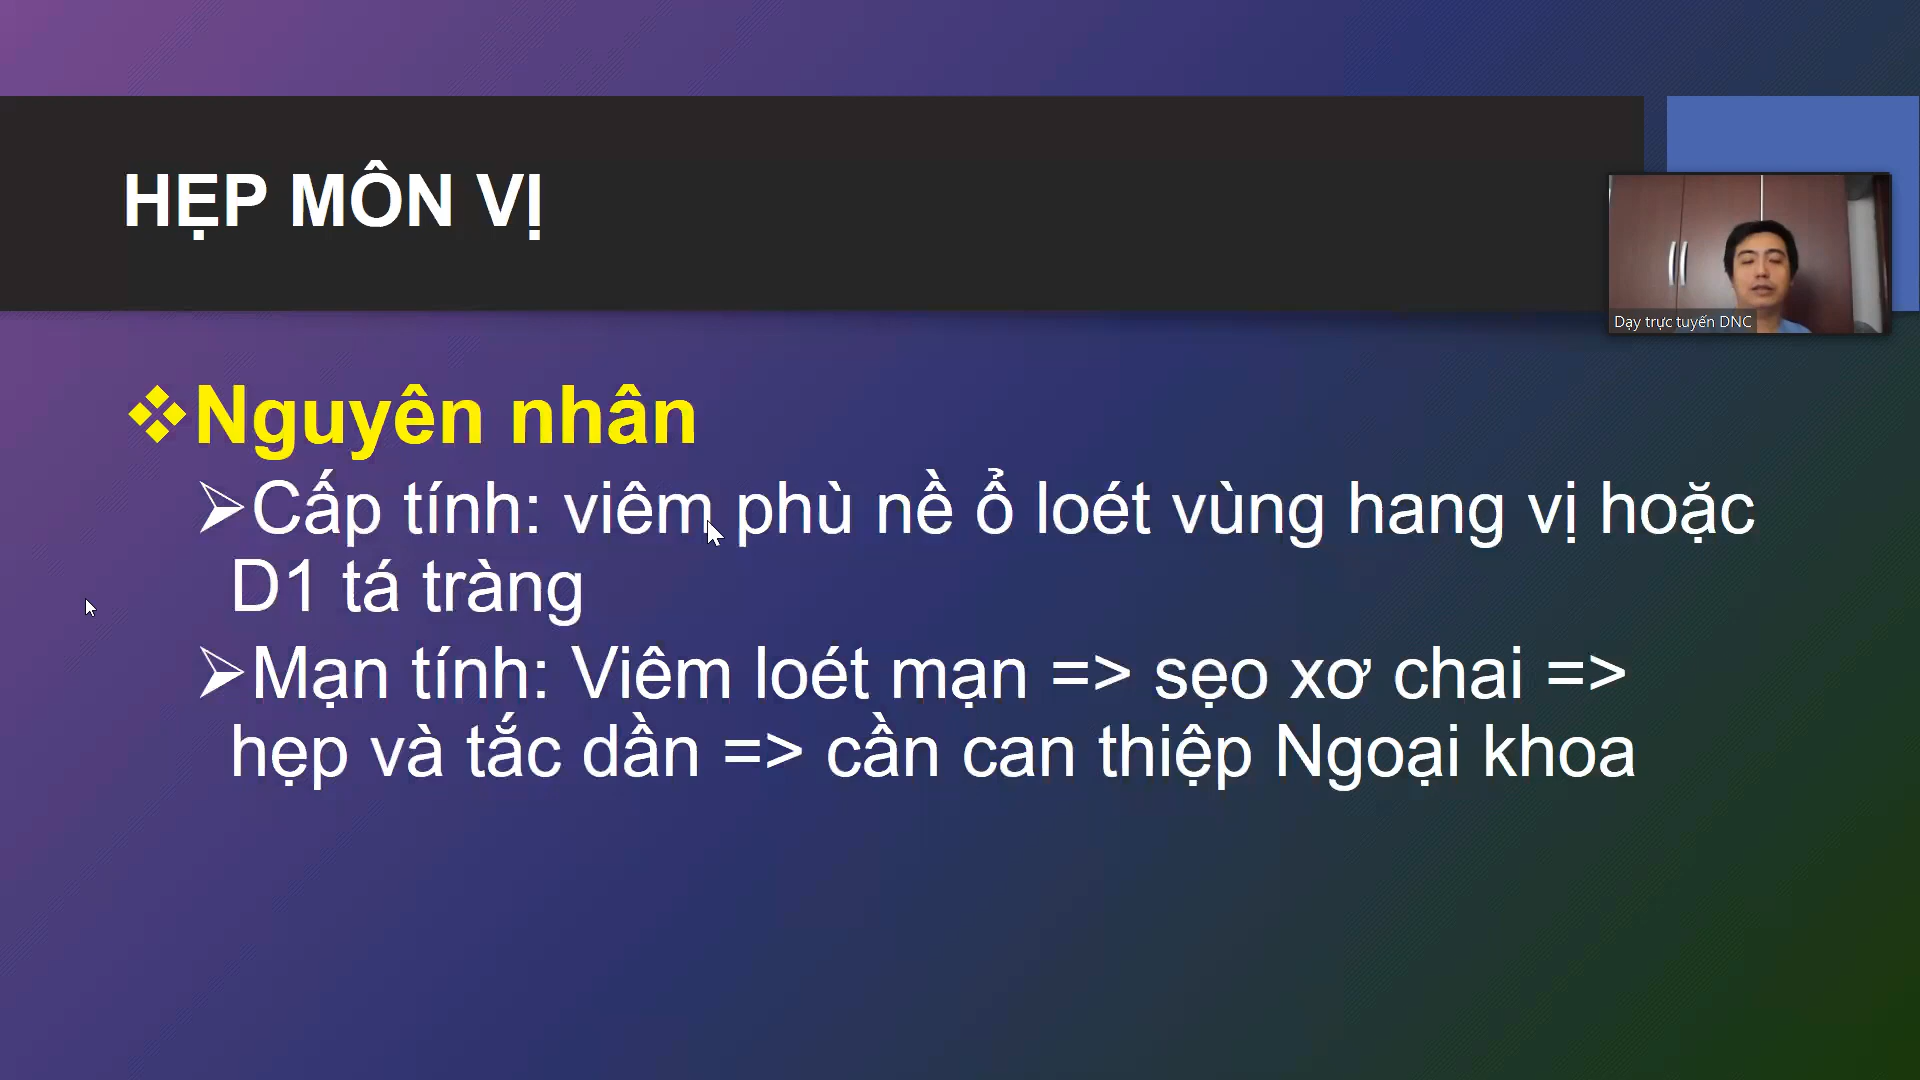 HẸP MÔN VỊ
Dạy trực tuyến DNC
Nguyên nhân
Cấp tính: viêm phù nề ổ loét vùng hang vị hoặc
D1 tá tràng
Mạn tính: Viêm loét mạn => sẹo xơ chai =>
hẹp và tắc dần => cần can thiệp Ngoại khoa